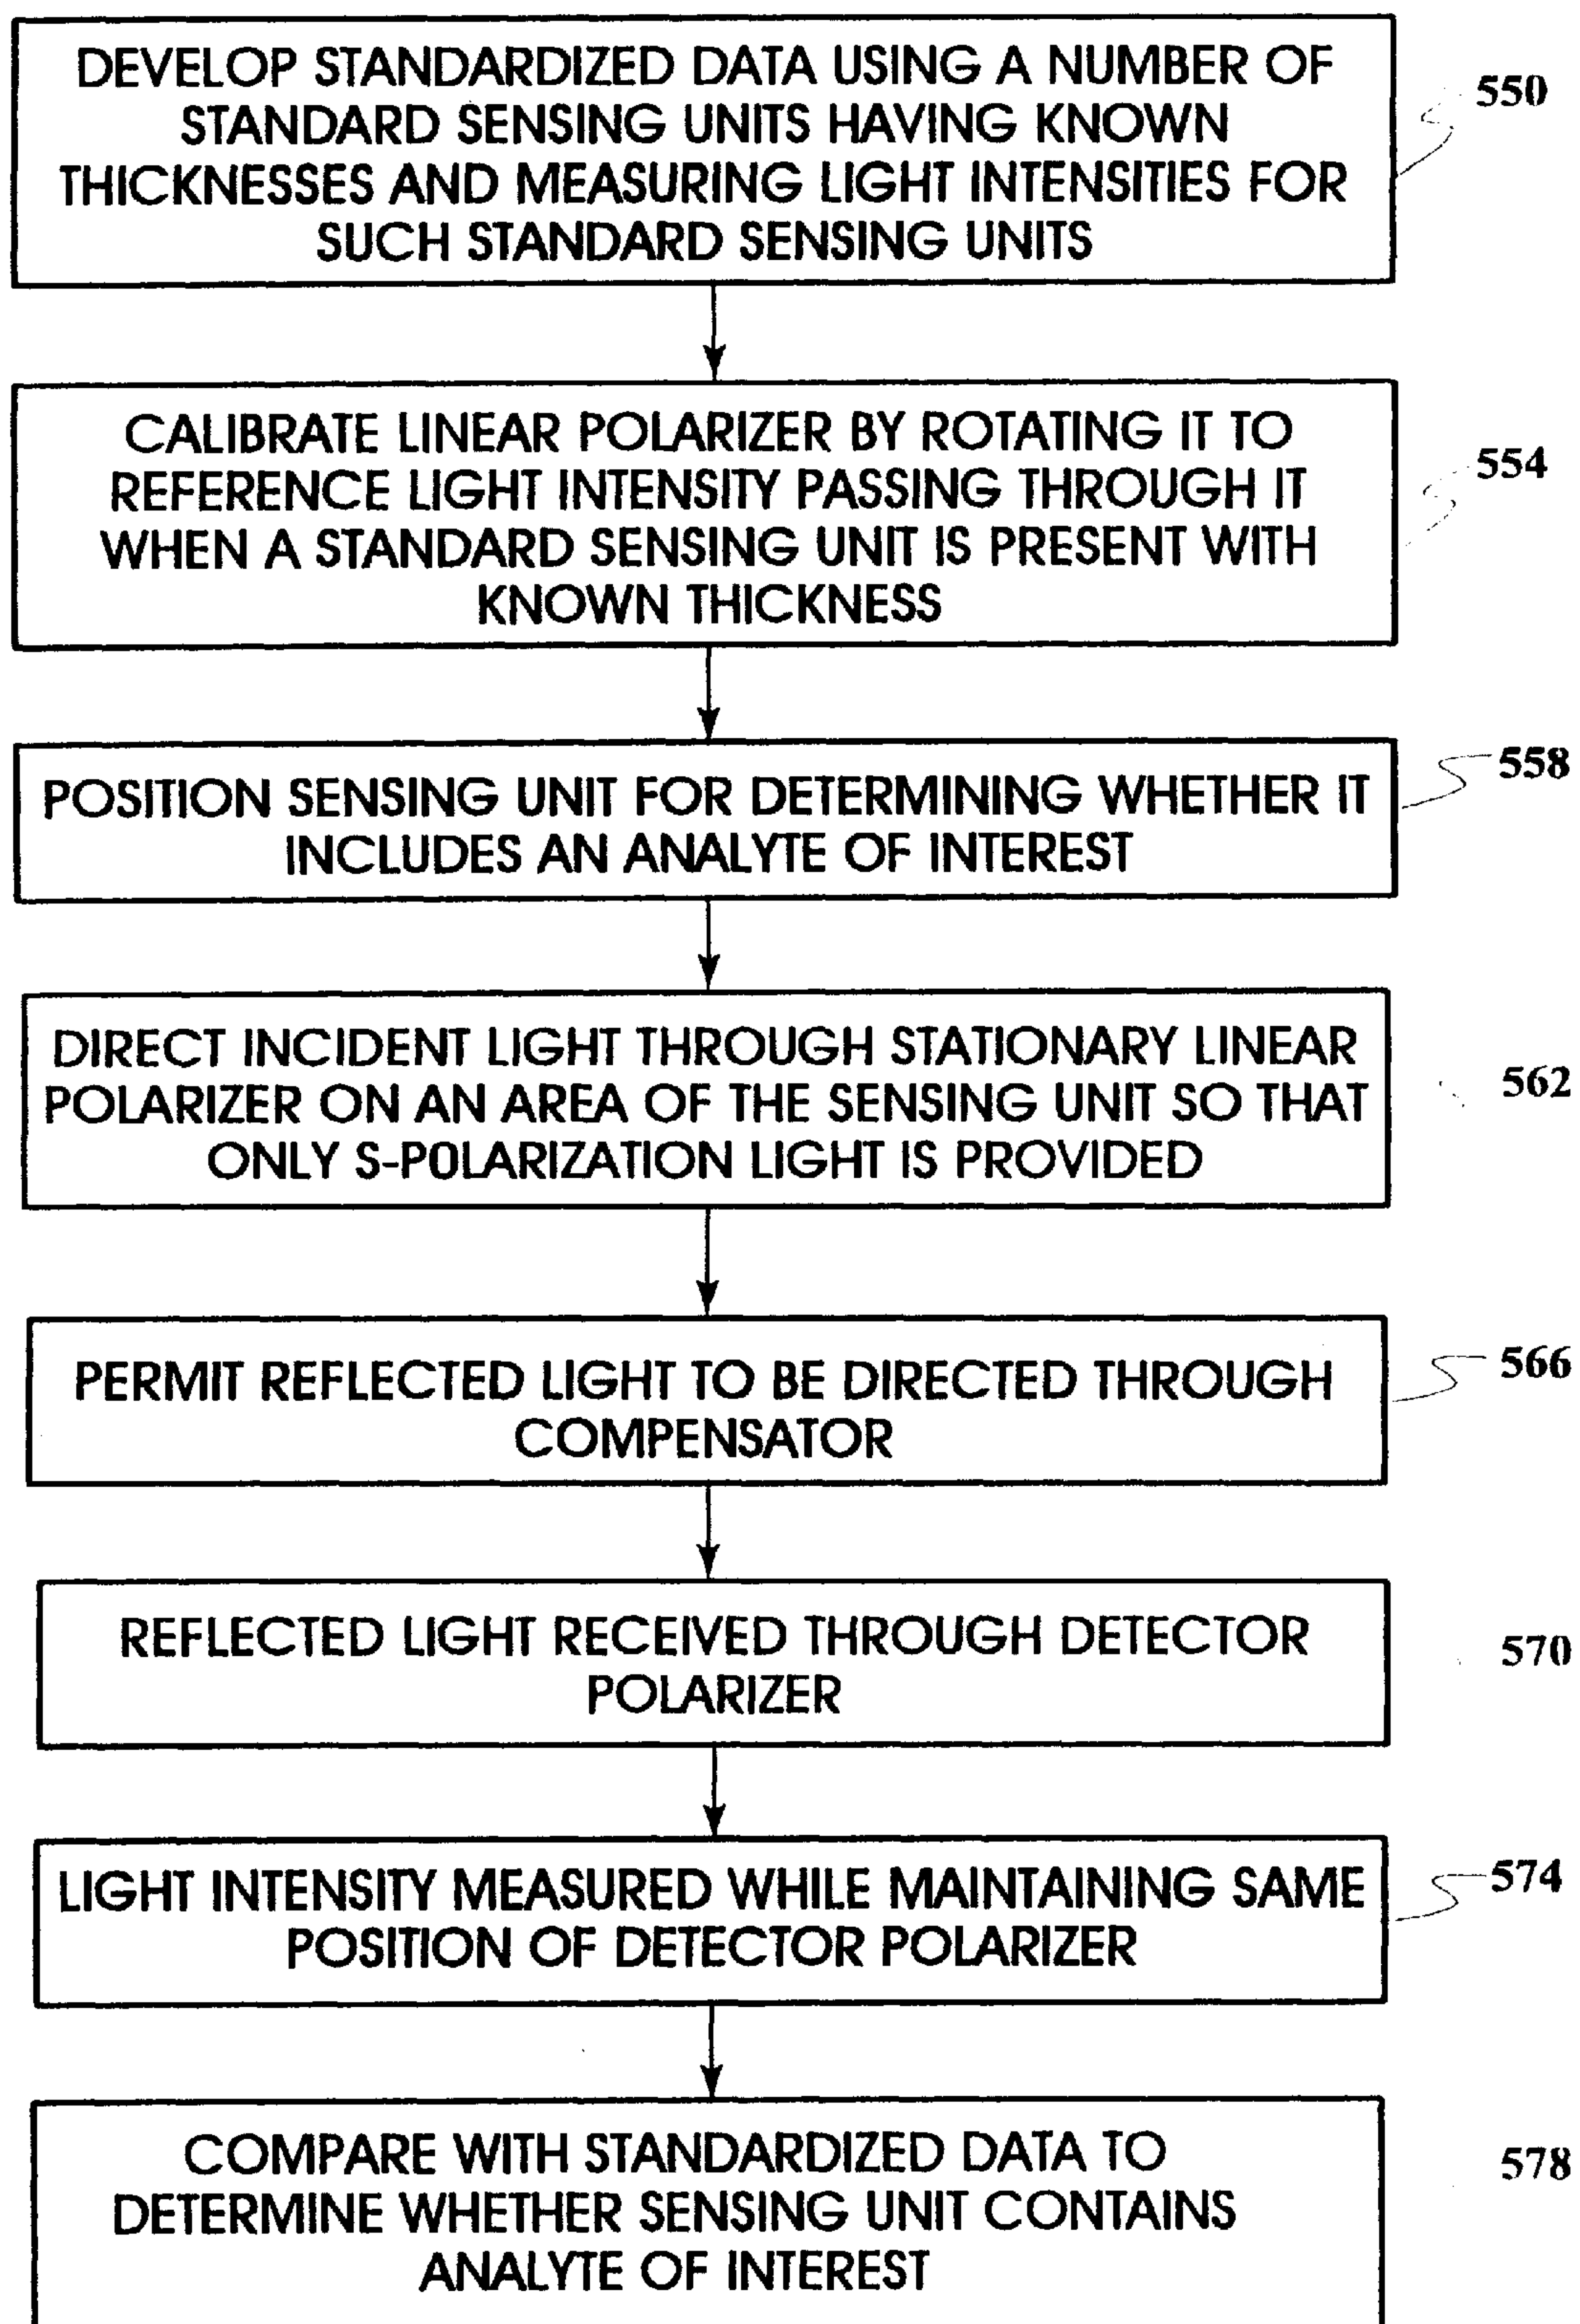 DEVELOP STANDARDIZED DATA USING A NUMBER OF
STANDARD SENSING UNITS HAVING KNOWN
THICKNESSES AND MEASURING LIGHT INTENSITIES FOR
SUCH STANDARD SENSING UNITS
550
CALIBRATE LINEAR POLARIZER BY ROTATING IT TO
REFERENCE LIGHT INTENSITY PASSING THROUGH IT
WHEN A STANDARD SENSING UNIT IS PRESENT WITH
KNOWN THICKNESS
554
POSITION SENSING UNIT FOR DETERMINING WHETHER IT
INCLUDES AN ANALYTE OF INTEREST
558
DIRECT INCIDENT LIGHT THROUGH STATIONARY LINEAR
POLARIZER ON AN AREA OF THE SENSING UNIT SO THAT
ONLY S-POLARIZATION LIGHT IS PROVIDED
562
PERMIT REFLECTED LIGHT TO BE DIRECTED THROUGH
COMPENSATOR
566
REFLECTED LIGHT RECEIVED THROUGH DETECTOR
POLARIZER
570
LIGHT INTENSITY MEASURED WHILE MAINTAINING SAME
POSITION OF DETECTOR POLARIZER
574
COMPARE WITH STANDARDIZED DATA TO
DETERMINE WHETHER SENSING UNIT CONTAINS
ANALYTE OF INTEREST
578